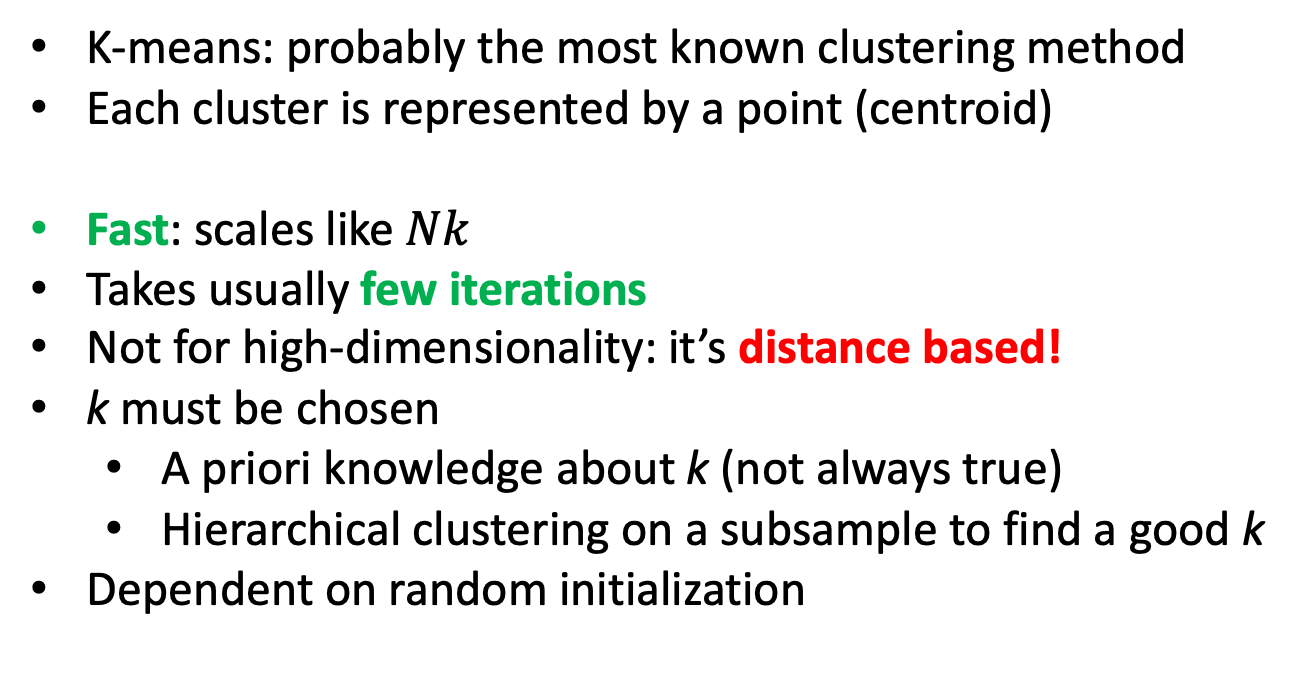 • K-means: probably the most known clustering method
• Each cluster is represented by a point (centroid)
• Fast: scales like Nk
• Takes usually few iterations
• Not for high-dimensionality: it’s distance based!
• k must be chosen
• A priori knowledge about k (not always true)
• Hierarchical clustering on a subsample to find a good k
• Dependent on random initialization